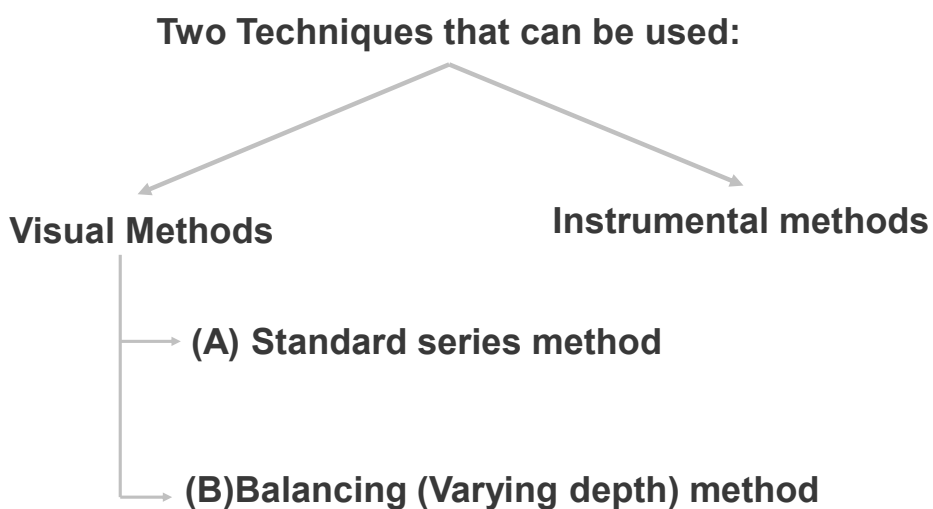 Two Techniques that can be used:
Visual Methods
Instrumental methods
(A) Standard series method
(B)Balancing (Varying depth) method